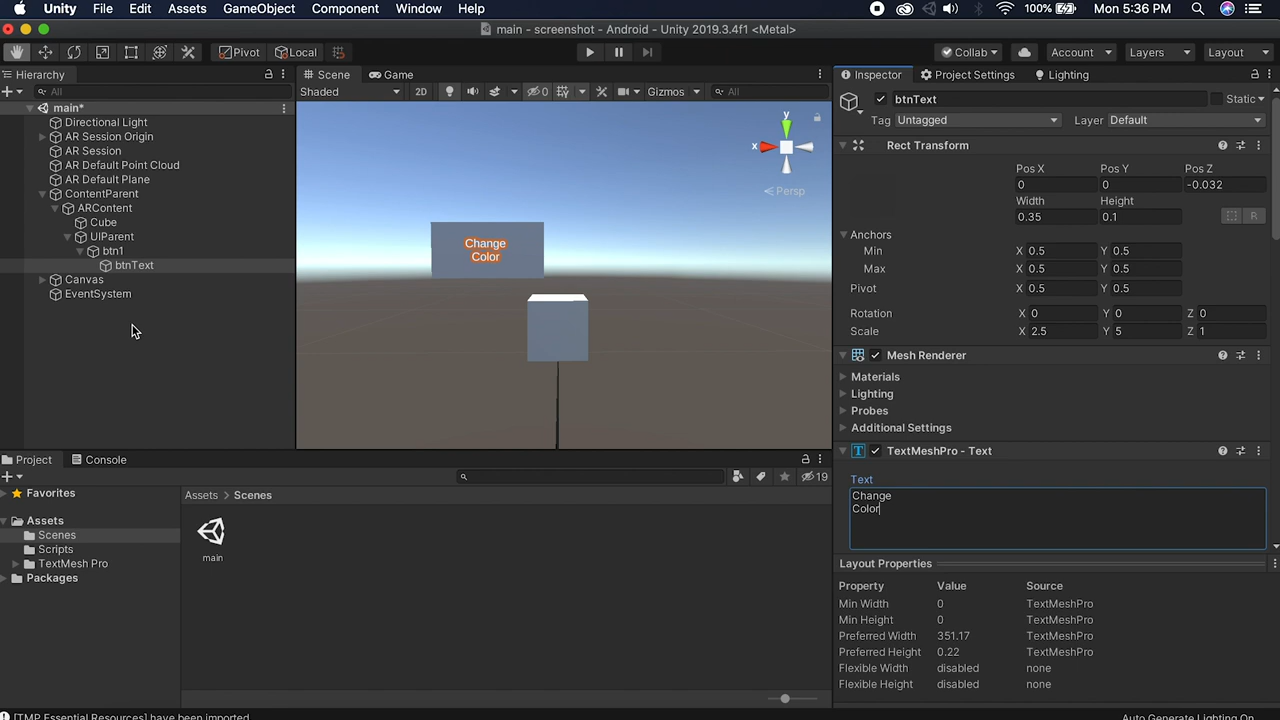 Unity File Edit Assets GameObject Component Window Help 100% Mon 5:36 PM
main - screenshot - Android - Unity 2019.3.4f1 <Metal>
Pivot Local Collab Account Layers Layout
Hierarchy Scene Game Inspector Project Settings Lighting
All Shaded 2D 0 Gizmos All btnText Static
main*
Tag Untagged Layer Default
Directional Light
AR Session Origin
AR Session
AR Default Point Cloud
AR Default Plane
ContentParent
ARContent
Cube
UIParent
btn1
btnText
Canvas
EventSystem
y
x
Persp
Change
Color
Rect Transform
Pos X Pos Y Pos Z
0 0 -0.032
Width Height
0.35 0.1 R
Anchors
Min X 0.5 Y 0.5
Max X 0.5 Y 0.5
Pivot X 0.5 Y 0.5
Rotation X 0 Y 0 Z 0
Scale X 2.5 Y 5 Z 1
Mesh Renderer
Materials
Lighting
Probes
Additional Settings
TextMeshPro - Text
Text
Change
Color
Layout Properties
Property Value Source
Min Width 0 TextMeshPro
Min Height 0 TextMeshPro
Preferred Width 351.17 TextMeshPro
Preferred Height 0.22 TextMeshPro
Flexible Width disabled none
Flexible Height disabled none
Project Console
19
Favorites
Assets
Scenes
Scripts
TextMesh Pro
Packages
Assets > Scenes
main
[TMP Essential Resources] have been imported
Auto Generate Lighting On